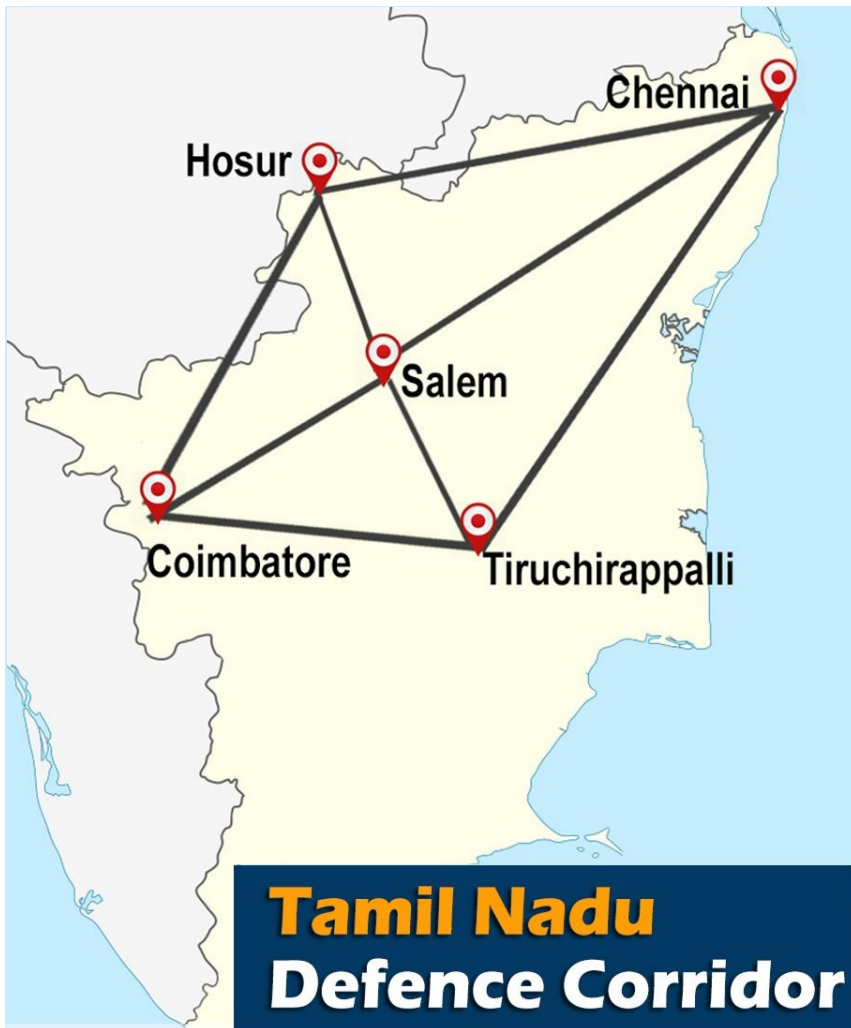 Chennai
Hosur
Salem
Coimbatore
Tiruchirappalli
Tamil Nadu
Defence Corridor